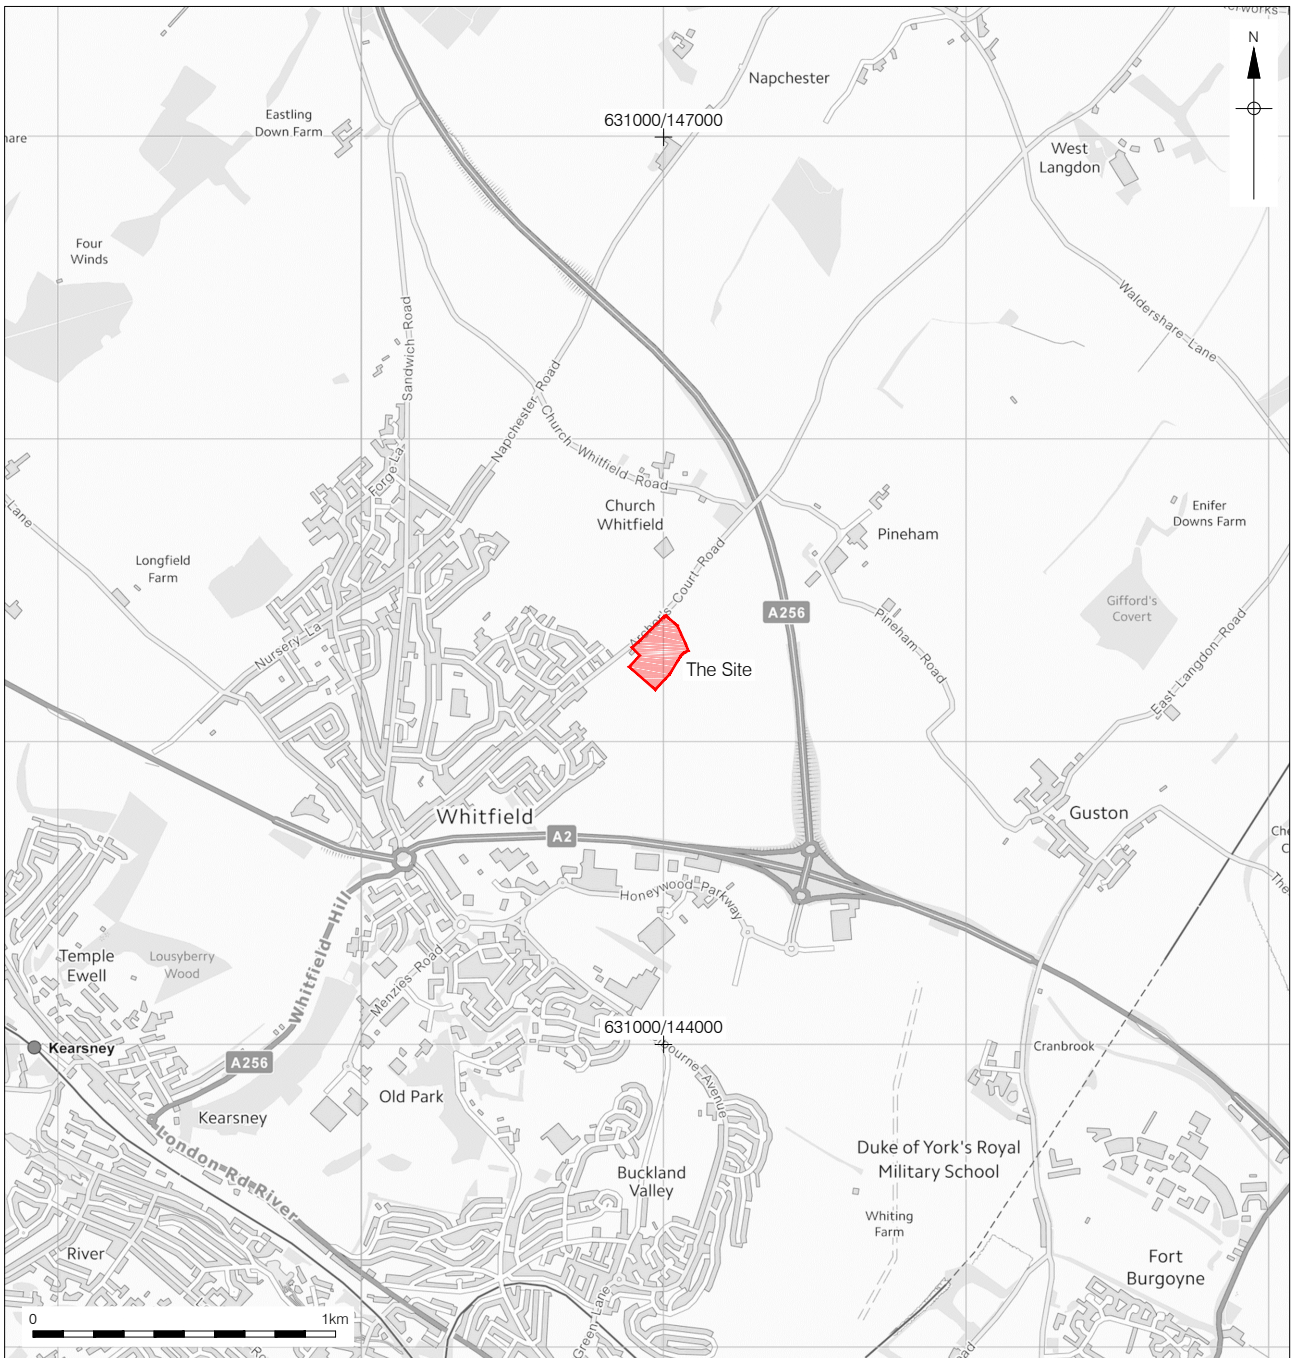 N
Napchester
Eastling
Down Farm
631000/147000
West
Langdon
Four
Winds
Sandwich Road
Waldershare Lane
Napchester Road
Church Whitfield Road
Forge La
Lane
Church
Whitfield
Enifer
Downs Farm
Pineham
Longfield
Farm
Archer's Court Road
A256
Gifford's
Covert
Pineham Road
Nursery La
East Langdon Road
The Site
Whitfield
A2
Guston
Honeywood Parkway
The
Whitfield Hill
Temple
Ewell
Lousyberry
Wood
Menzies Road
631000/144000
Kearsney
Cranbrook
A256
Old Park
Kearsney
London Rd River
Duke of York's Royal
Military School
Buckland
Valley
Whiting
Farm
River
Fort
Burgoyne
Green Lane
0
1km